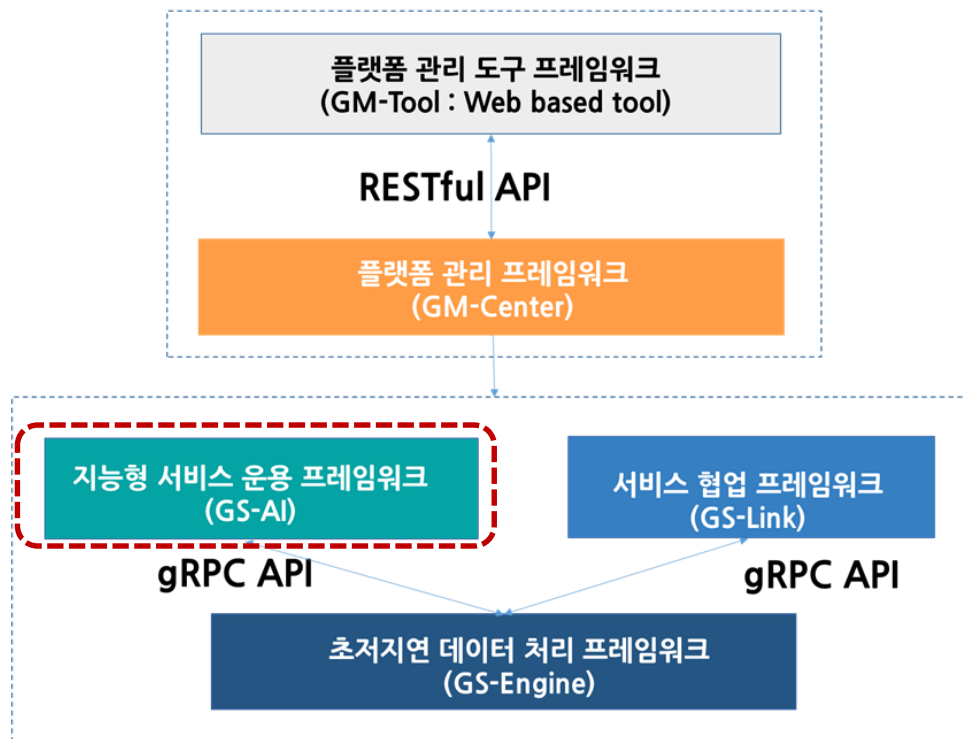 플랫폼 관리 도구 프레임워크
(GM-Tool : Web based tool)
RESTful API
플랫폼 관리 프레임워크
(GM-Center)
지능형 서비스 운용 프레임워크
(GS-AI)
서비스 협업 프레임워크
(GS-Link)
gRPC API
gRPC API
초저지연 데이터 처리 프레임워크
(GS-Engine)